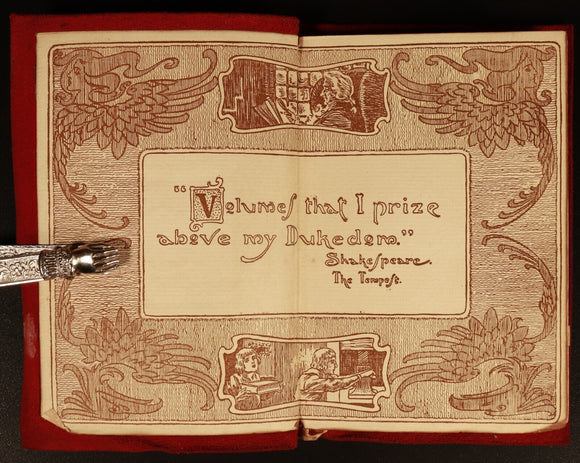 "Volumes that I prize
above my Dukedom."
Shakespeare.
The Tempest.